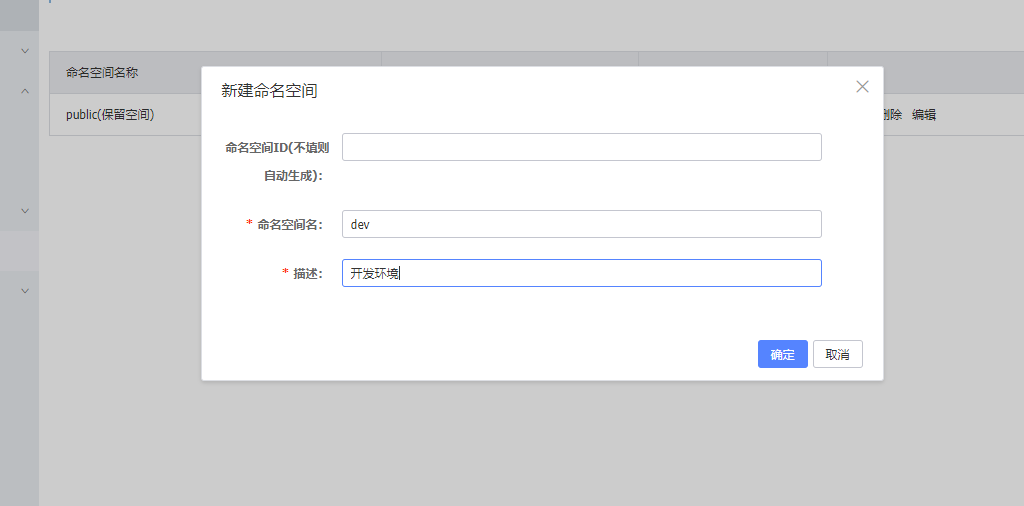 命名空间名称
public(保留空间)
删除 编辑
新建命名空间
命名空间ID(不填则
自动生成)：
* 命名空间名：
dev
* 描述：
开发环境
确定
取消